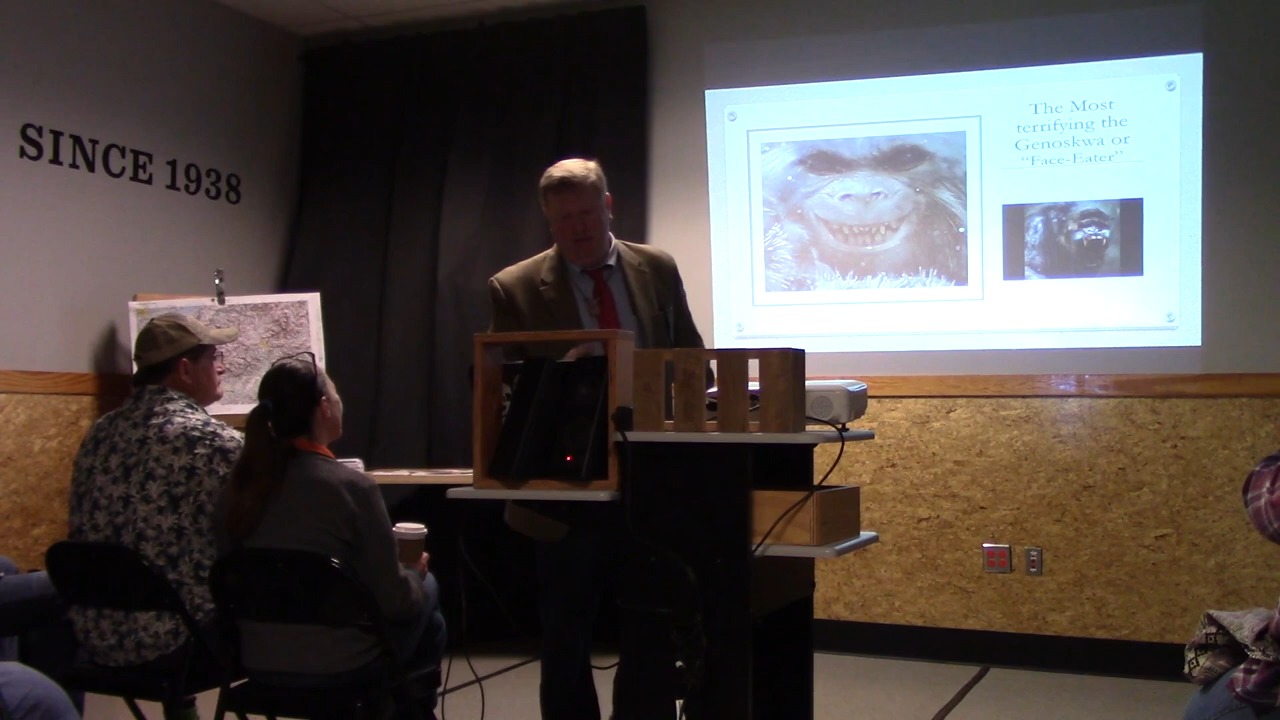 SINCE 1938
The Most
terrifying the
Genoskwa or
"Face-Eater"